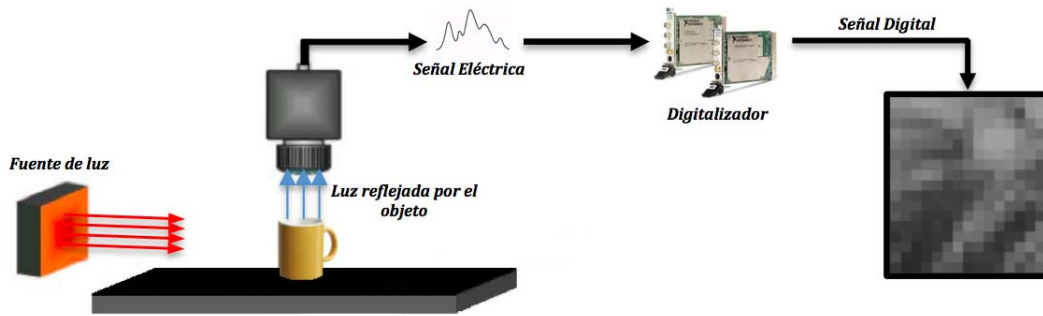 Señal Digital
Señal Eléctrica
Digitalizador
Fuente de luz
Luz reflejada por el
objeto